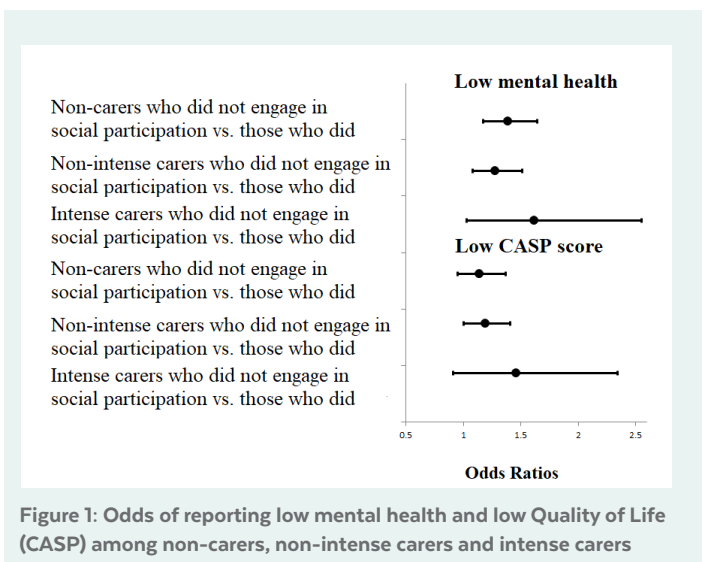 Low mental health
Non-carers who did not engage in
social participation vs. those who did
Non-intense carers who did not engage in
social participation vs. those who did
Intense carers who did not engage in
social participation vs. those who did
Low CASP score
Non-carers who did not engage in
social participation vs. those who did
Non-intense carers who did not engage in
social participation vs. those who did
Intense carers who did not engage in
social participation vs. those who did
0.5 1 1.5 2 2.5
Odds Ratios
Figure 1: Odds of reporting low mental health and low Quality of Life
(CASP) among non-carers, non-intense carers and intense carers